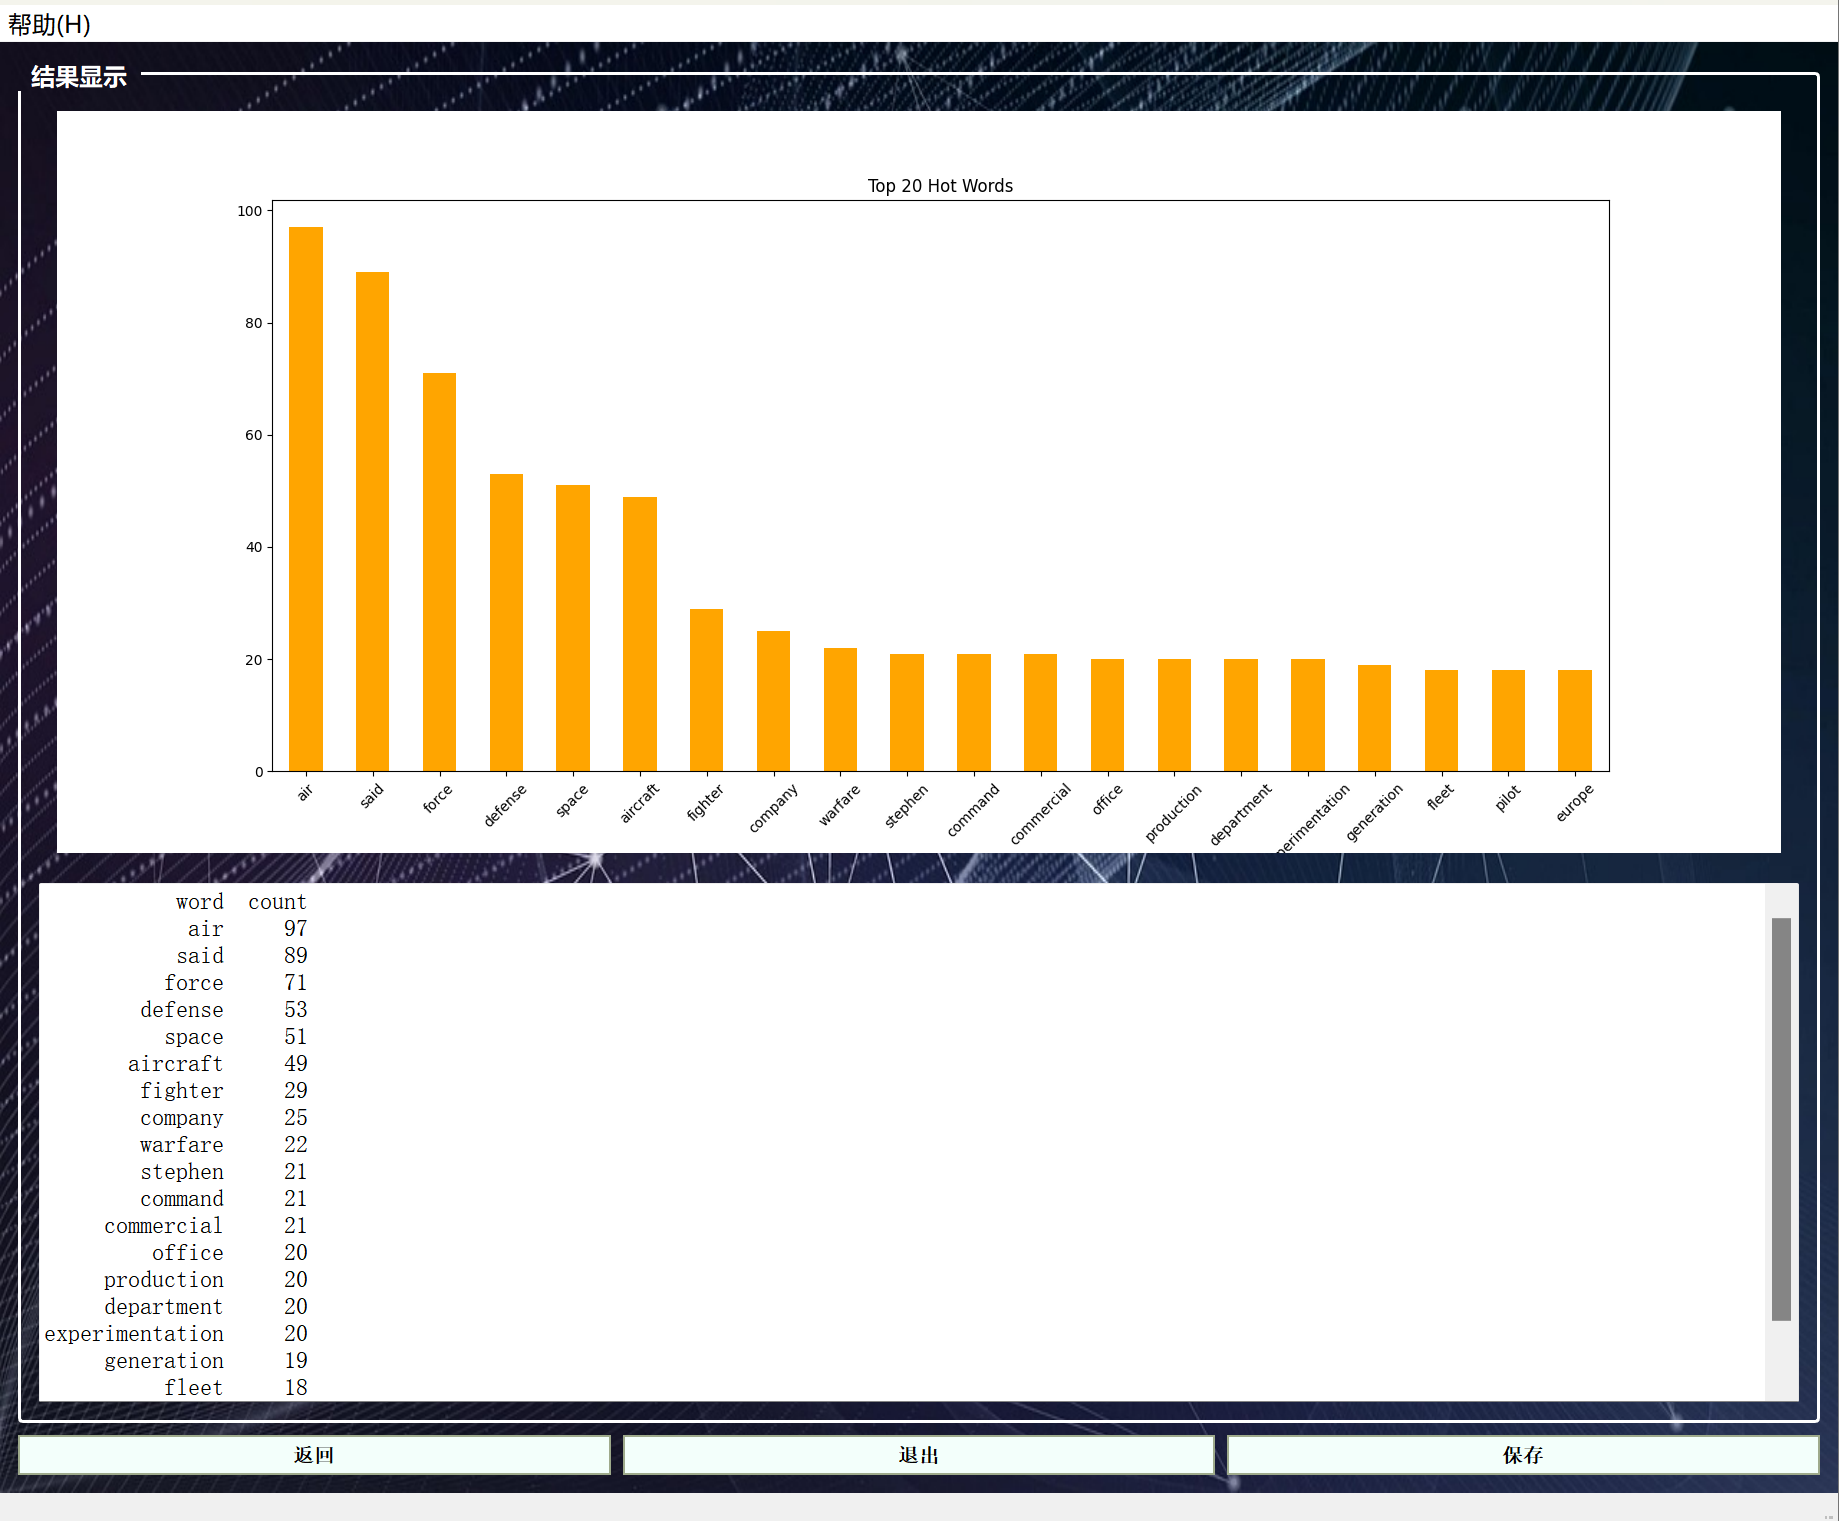 帮助(H)
结果显示
Top 20 Hot Words
100
80
60
40
20
0
air said force defense space aircraft fighter company warfare stephen command commercial office production department perimentation generation fleet pilot europe
word count
air 97
said 89
force 71
defense 53
space 51
aircraft 49
fighter 29
company 25
warfare 22
stephen 21
command 21
commercial 21
office 20
production 20
department 20
experimentation 20
generation 19
fleet 18
返回 退出 保存